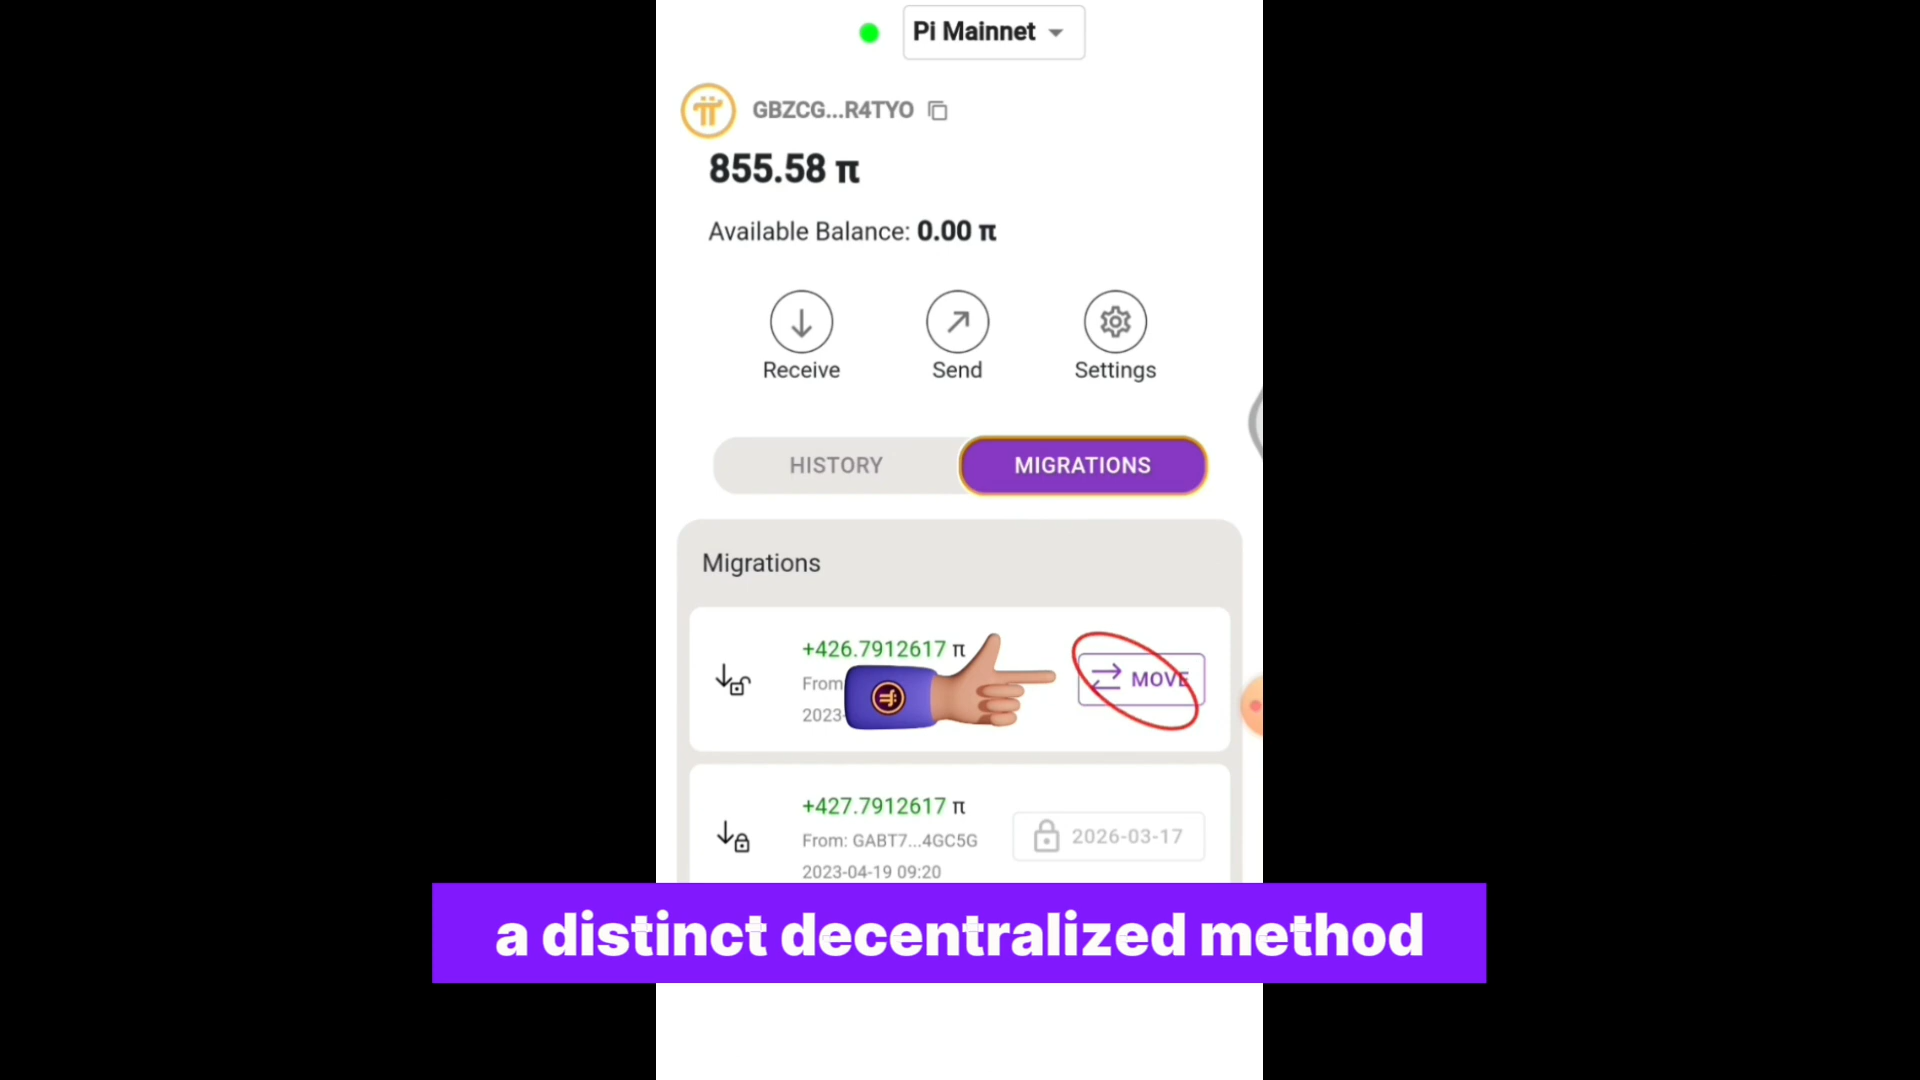 Pi Mainnet
GBZCG...R4TYO
855.58 π
Available Balance: 0.00 π
Receive Send Settings
HISTORY MIGRATIONS
Migrations
+426.7912617 π
From
MOVE
2023-
+427.7912617 π
From: GABT7...4GC5G
2026-03-17
2023-04-19 09:20
a distinct decentralized method